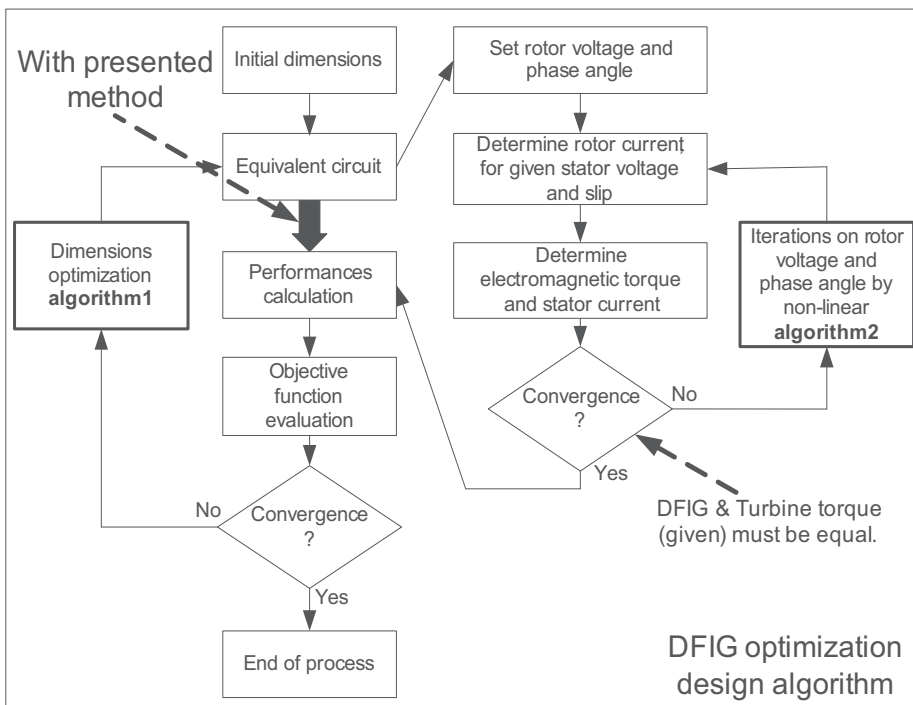 With presented
method
Initial dimensions
Equivalent circuit
Dimensions
optimization
algorithm1
Performances
calculation
Objective
function
evaluation
No
Convergence
?
Yes
End of process
Set rotor voltage and
phase angle
Determine rotor current
for given stator voltage
and slip
Determine
electromagnetic torque
and stator current
Iterations on rotor
voltage and
phase angle by
non-linear
algorithm2
Convergence
?
No
Yes
DFIG & Turbine torque
(given) must be equal.
DFIG optimization
design algorithm